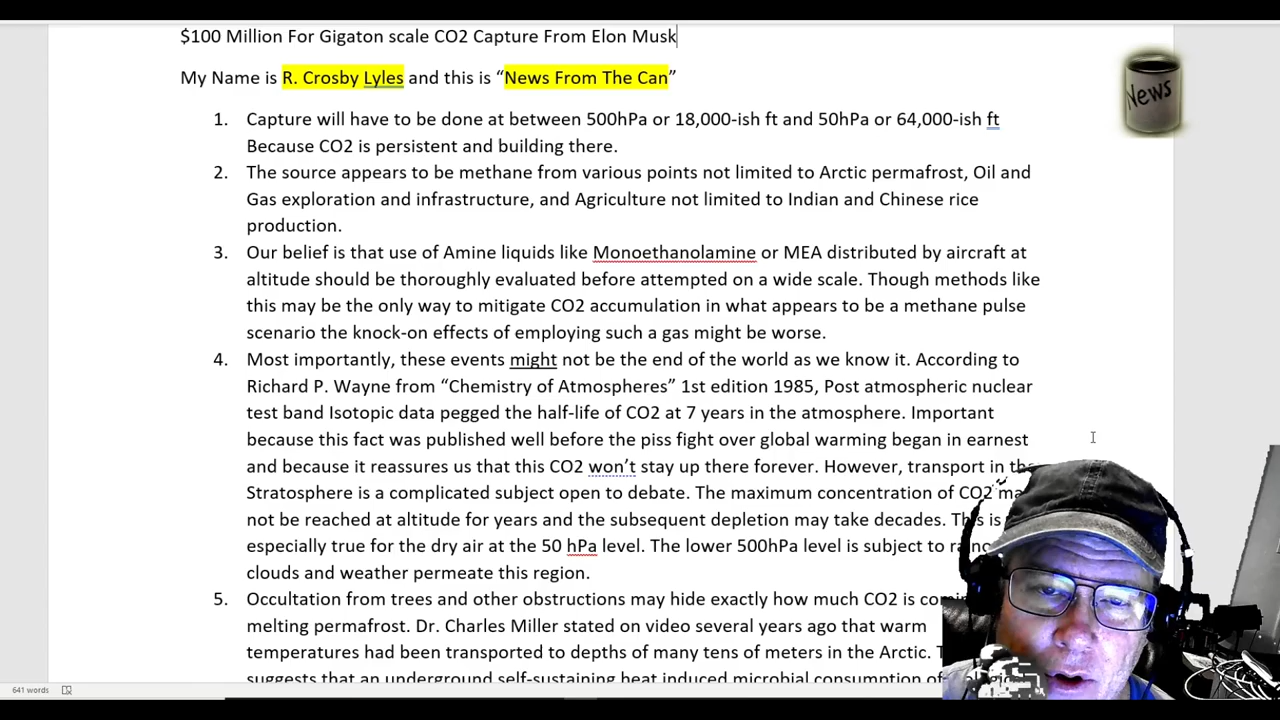 $100 Million For Gigaton scale CO2 Capture From Elon Musk
My Name is R. Crosby Lyles and this is “News From The Can”
News
1. Capture will have to be done at between 500hPa or 18,000-ish ft and 50hPa or 64,000-ish ft
Because CO2 is persistent and building there.
2. The source appears to be methane from various points not limited to Arctic permafrost, Oil and
Gas exploration and infrastructure, and Agriculture not limited to Indian and Chinese rice
production.
3. Our belief is that use of Amine liquids like Monoethanolamine or MEA distributed by aircraft at
altitude should be thoroughly evaluated before attempted on a wide scale. Though methods like
this may be the only way to mitigate CO2 accumulation in what appears to be a methane pulse
scenario the knock-on effects of employing such a gas might be worse.
4. Most importantly, these events might not be the end of the world as we know it. According to
Richard P. Wayne from “Chemistry of Atmospheres” 1st edition 1985, Post atmospheric nuclear
test band Isotopic data pegged the half-life of CO2 at 7 years in the atmosphere. Important
because this fact was published well before the piss fight over global warming began in earnest
and because it reassures us that this CO2 won’t stay up there forever. However, transport in the
Stratosphere is a complicated subject open to debate. The maximum concentration of CO2
not be reached at altitude for years and the subsequent depletion may take decades. This is
especially true for the dry air at the 50 hPa level. The lower 500hPa level is subject to
clouds and weather permeate this region.
5. Occultation from trees and other obstructions may hide exactly how much CO2 is
melting permafrost. Dr. Charles Miller stated on video several years ago that warm
temperatures had been transported to depths of many tens of meters in the Arctic.
suggests that an underground self-sustaining heat induced microbial consumption of
641 words